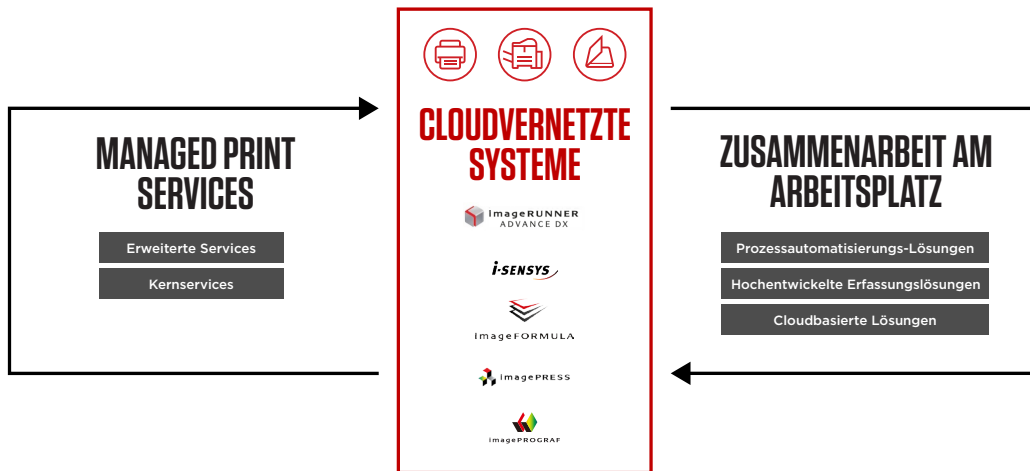 MANAGED PRINT
SERVICES
Erweiterte Services
Kernservices
CLOUDVERNETZTE
SYSTEME
imageRUNNER
ADVANCE DX
i-SENSYS
imageFORMULA
imagePRESS
imagePROGRAF
ZUSAMMENARBEIT AM
ARBEITSPLATZ
Prozessautomatisierungs-Lösungen
Hochentwickelte Erfassungslösungen
Cloudbasierte Lösungen